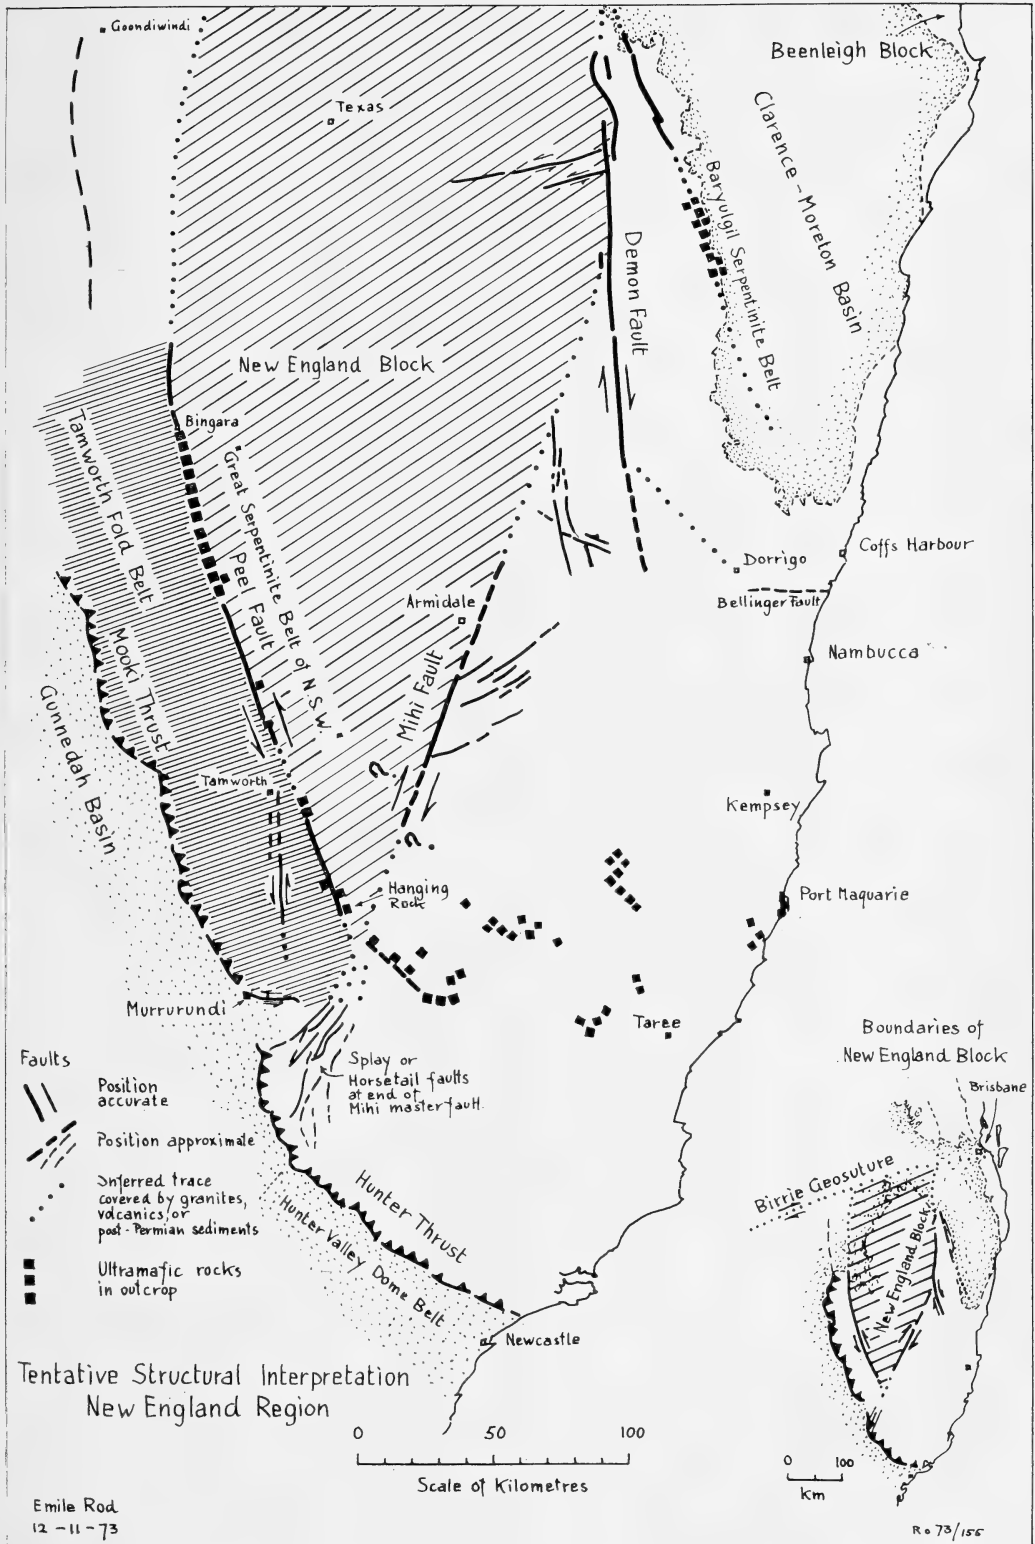 Goondiwindi
Beenleigh Block
Texas
Clarence-Moreton Basin
Baryulgil Serpentinite Belt
Demon Fault
New England Block
Bingara
Tamworth Fold Belt
Great Serpentinite Belt of N.S.W.
Peel Fault
Coffs Harbour
Dorrigo
Bellinger Fault
Armidale
Nambucca
Mooki Thrust
Mihi Fault
Gunnedah Basin
?
Tamworth
Kempsey
?
Hanging
Rock
Port Maquarie
Murrurundi
Taree
Boundaries of
New England Block
Brisbane
Birrie Geosuture
New England Block
0 100
km
Faults
Position
accurate
Position approximate
Inferred trace
covered by granites,
volcanics, or
post-Permian sediments
Ultramafic rocks
in outcrop
Splay or
Horsetail faults
at end of
Mihi master fault.
Hunter Thrust
Hunter Valley Dome Belt
Newcastle
Tentative Structural Interpretation
New England Region
0 50 100
Scale of Kilometres
Emile Rod
12-11-73
Ro 73/155